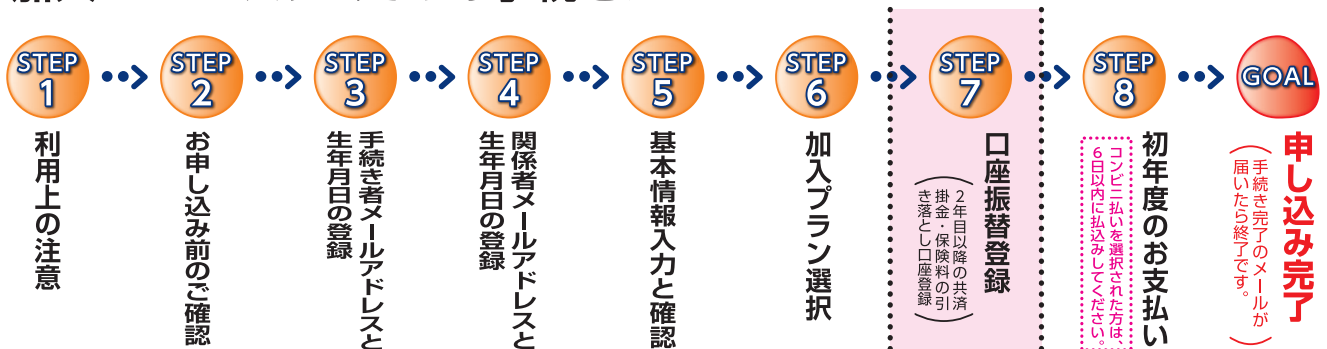 STEP 1
利用上の注意
STEP 2
お申し込み前のご確認
STEP 3
手続き者メールアドレスと
生年月日の登録
STEP 4
関係者メールアドレスと
生年月日の登録
STEP 5
基本情報入力と確認
STEP 6
加入プラン選択
STEP 7
口座振替登録
(2年目以降の共済
掛金・保険料の引
き落とし口座登録)
STEP 8
初年度のお支払い
コンビニ払いを選択された方は、
6日以内に払込みしてください。
GOAL
申し込み完了
(手続き完了のメールが
届いたら終了です。)